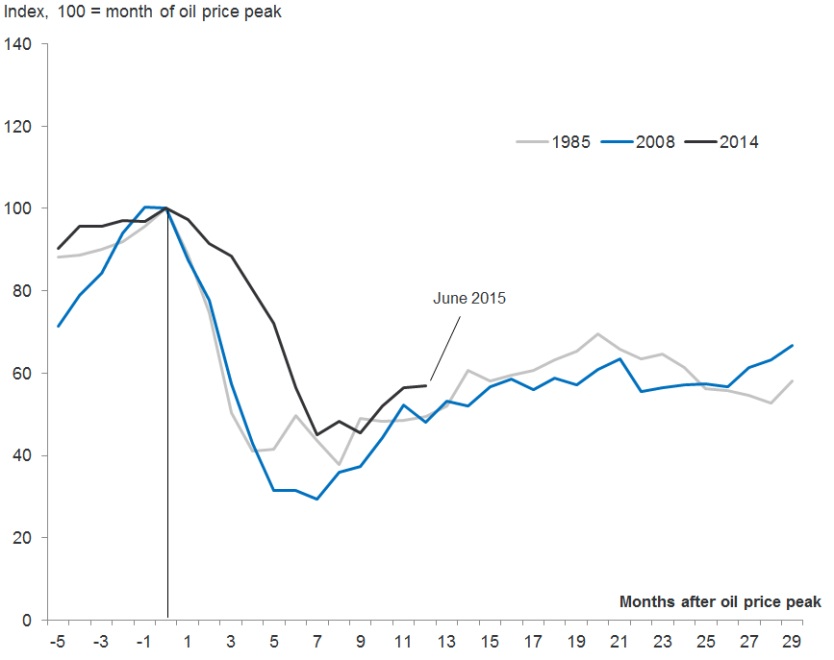 Index, 100 = month of oil price peak
140
120
1985 2008 2014
100
80
June 2015
60
40
20
Months after oil price peak
0
-5 -3 -1 1 3 5 7 9 11 13 15 17 19 21 23 25 27 29